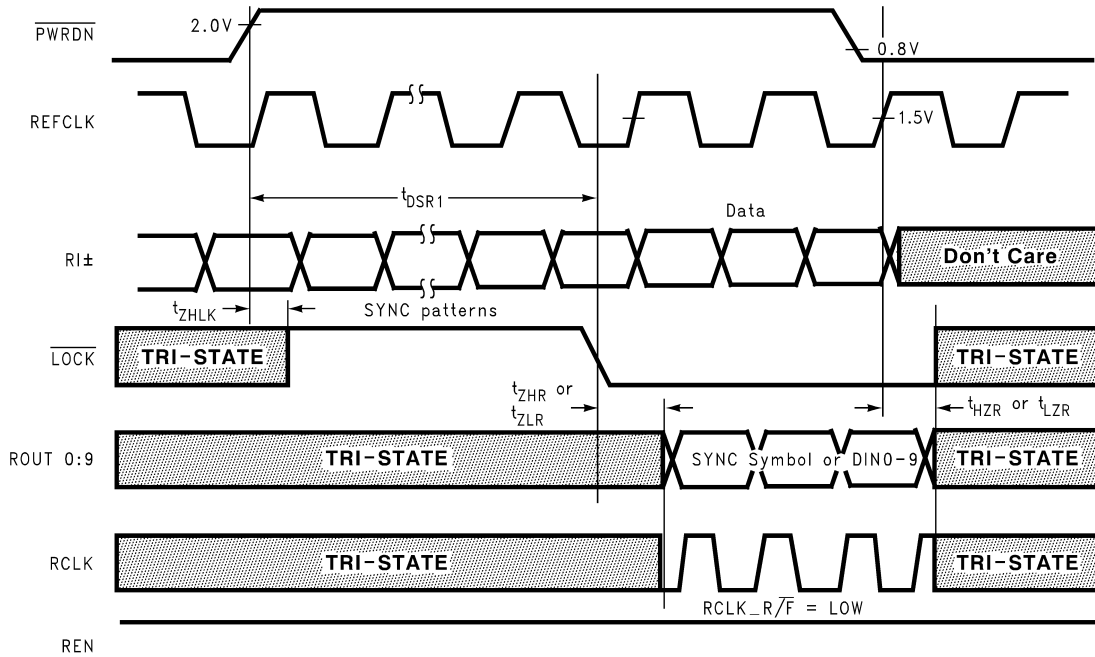 PWRDN
2.0V
0.8V
REFCLK
1.5V
tDSR1
Data
RI±
Don't Care
tZHLK
SYNC patterns
LOCK
TRI-STATE
TRI-STATE
tZHR or
tZLR
tHZR or tLZR
ROUT 0:9
TRI-STATE
SYNC Symbol or DIN0-9
TRI-STATE
RCLK
TRI-STATE
TRI-STATE
RCLK_R/F = LOW
REN